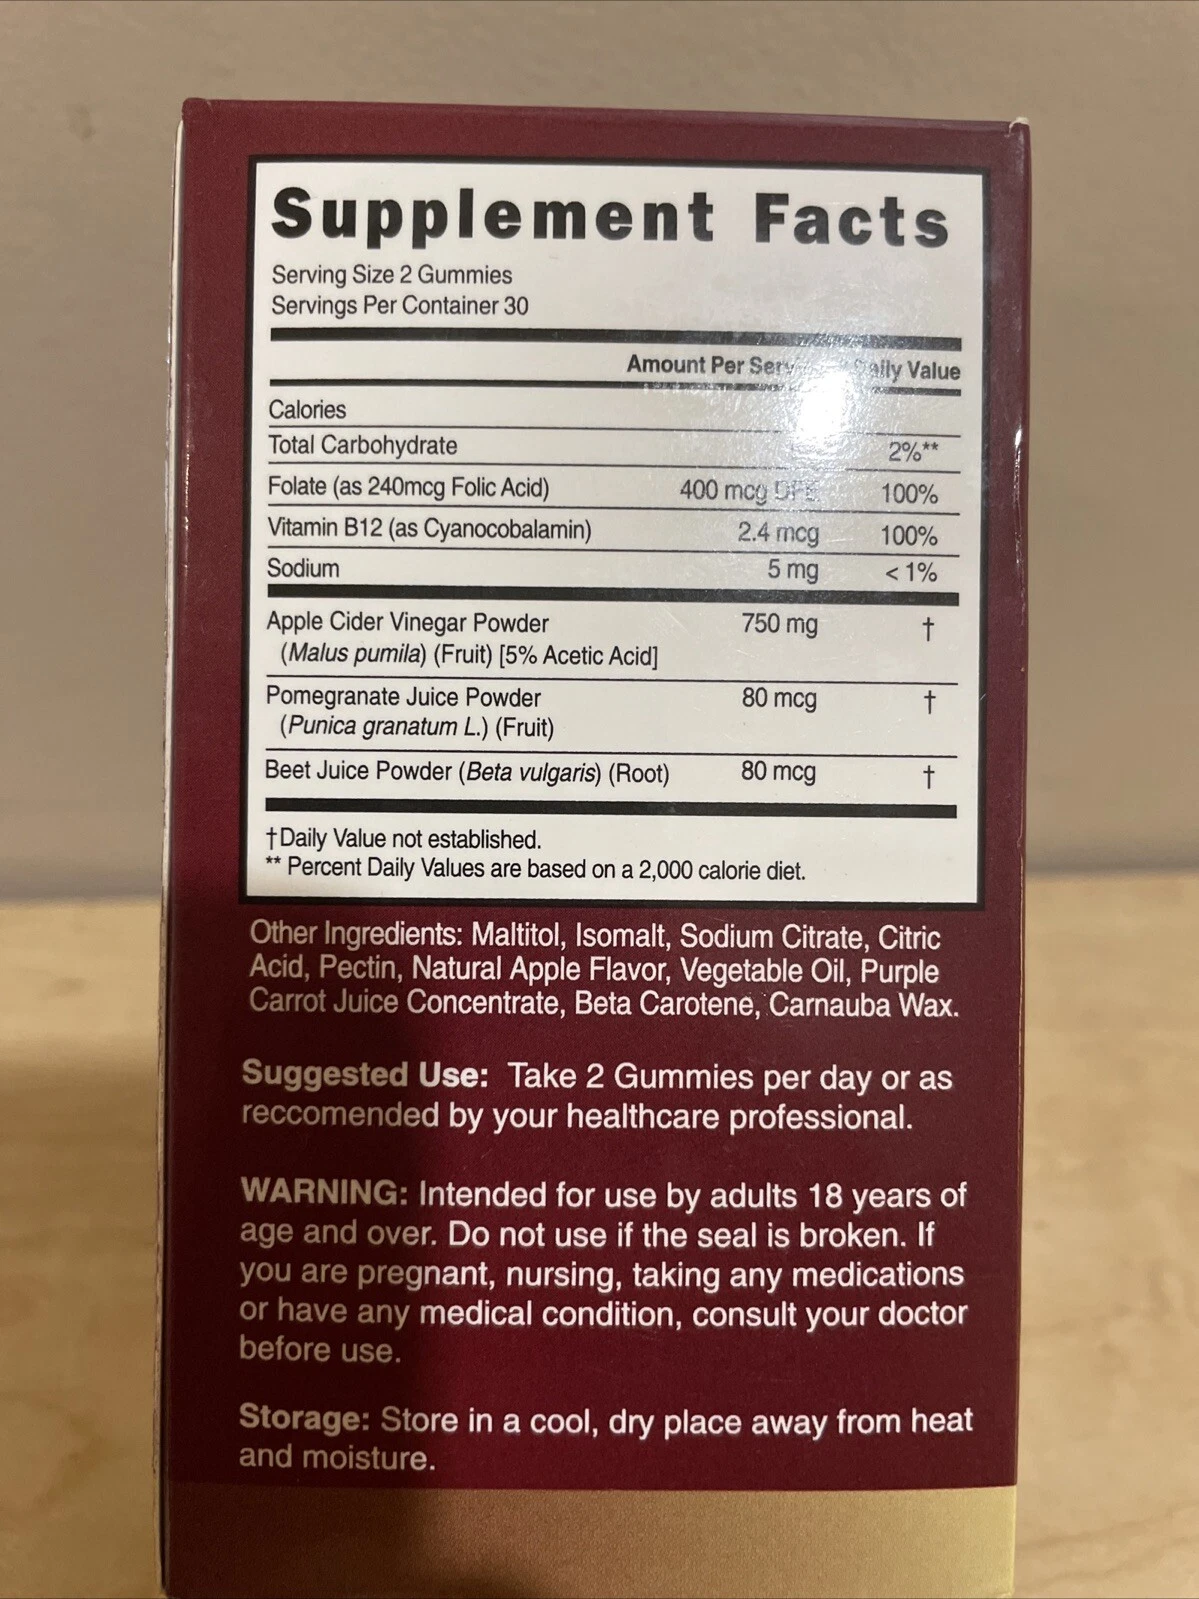 Supplement Facts
Serving Size 2 Gummies
Servings Per Container 30
Amount Per Value
Calories
Total Carbohydrate 2%**
Folate (as 240mcg Folic Acid) 400 mcg DFE 100%
Vitamin B12 (as Cyanocobalamin) 2.4 mcg 100%
Sodium 5 mg < 1%
Apple Cider Vinegar Powder 750 mg †
(Malus pumila) (Fruit) [5% Acetic Acid]
Pomegranate Juice Powder 80 mcg †
(Punica granatum L.) (Fruit)
Beet Juice Powder (Beta vulgaris) (Root) 80 mcg †
†Daily Value not established.
** Percent Daily Values are based on a 2,000 calorie diet.
Other Ingredients: Maltitol, Isomalt, Sodium Citrate, Citric
Acid, Pectin, Natural Apple Flavor, Vegetable Oil, Purple
Carrot Juice Concentrate, Beta Carotene, Carnauba Wax.
Suggested Use: Take 2 Gummies per day or as
reccomended by your healthcare professional.
WARNING: Intended for use by adults 18 years of
age and over. Do not use if the seal is broken. If
you are pregnant, nursing, taking any medications
or have any medical condition, consult your doctor
before use.
Storage: Store in a cool, dry place away from heat
and moisture.